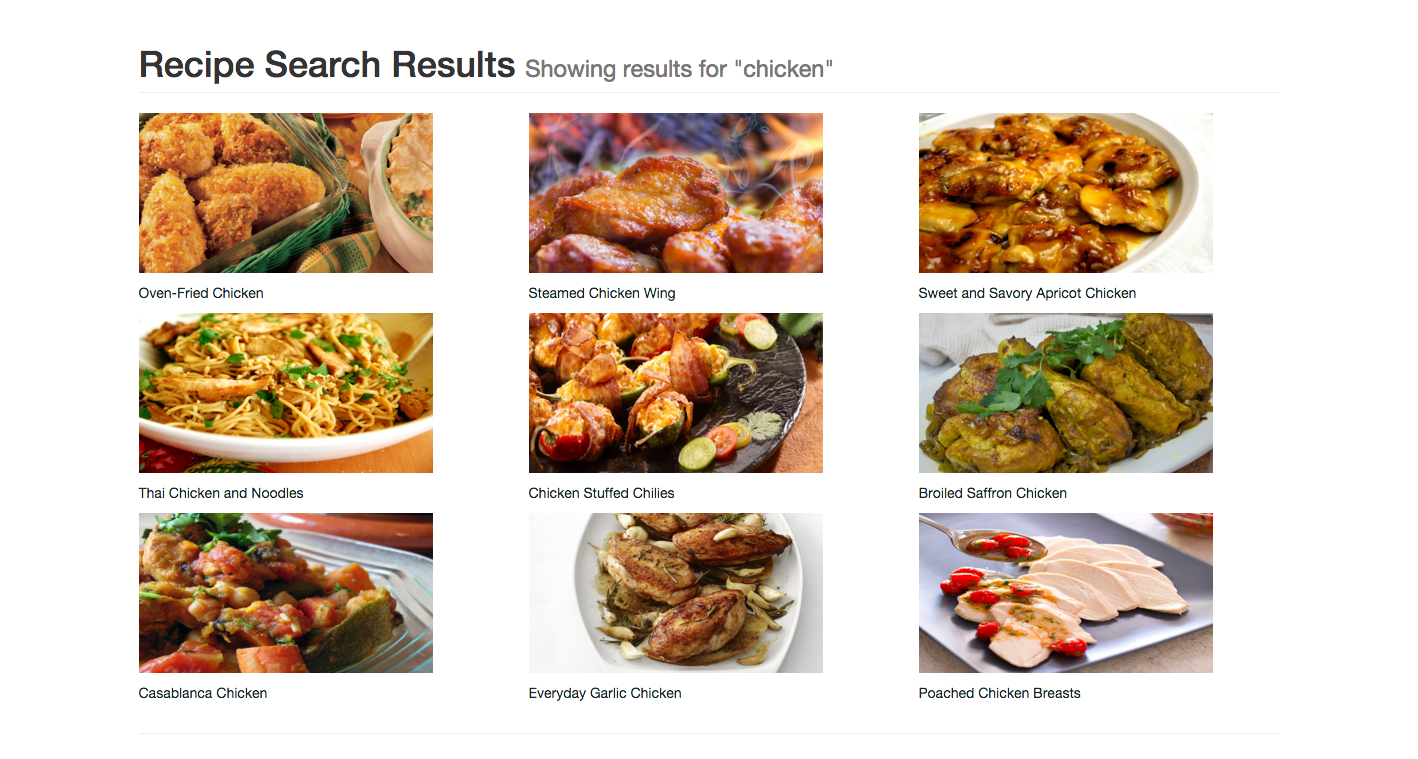 Recipe Search Results Showing results for "chicken"
Oven-Fried Chicken
Steamed Chicken Wing
Sweet and Savory Apricot Chicken
Thai Chicken and Noodles
Chicken Stuffed Chilies
Broiled Saffron Chicken
Casablanca Chicken
Everyday Garlic Chicken
Poached Chicken Breasts